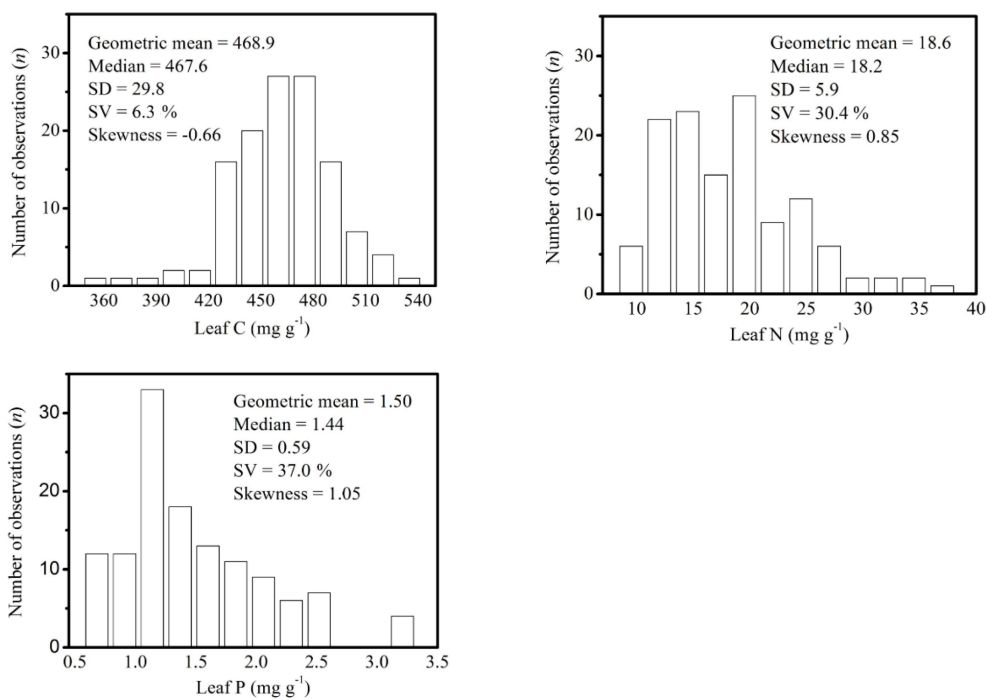 Geometric mean = 468.9
Median = 467.6
SD = 29.8
SV = 6.3 %
Skewness = -0.66
Number of observations (n)
30
20
10
0
360 390 420 450 480 510 540
Leaf C (mg g⁻¹)
Geometric mean = 18.6
Median = 18.2
SD = 5.9
SV = 30.4 %
Skewness = 0.85
Number of observations (n)
30
20
10
0
10 15 20 25 30 35 40
Leaf N (mg g⁻¹)
Geometric mean = 1.50
Median = 1.44
SD = 0.59
SV = 37.0 %
Skewness = 1.05
Number of observations (n)
30
20
10
0
0.5 1.0 1.5 2.0 2.5 3.0 3.5
Leaf P (mg g⁻¹)